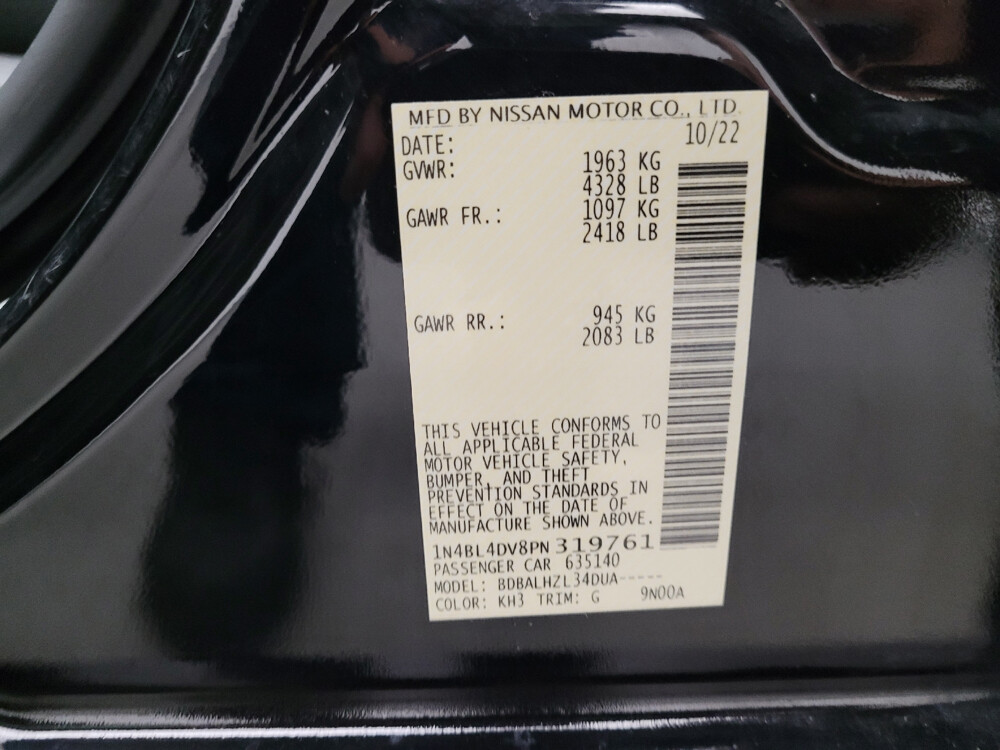 MFD BY NISSAN MOTOR CO., LTD.
DATE: 10/22
GVWR: 1963 KG
4328 LB
GAWR FR.: 1097 KG
2418 LB
GAWR RR.: 945 KG
2083 LB
THIS VEHICLE CONFORMS TO
ALL APPLICABLE FEDERAL
MOTOR VEHICLE SAFETY,
BUMPER, AND THEFT
PREVENTION STANDARDS IN
EFFECT ON THE DATE OF
MANUFACTURE SHOWN ABOVE.
1N4BL4DV8PN319761
PASSENGER CAR 635140
MODEL: BDBALHZL34DUA-----
COLOR: KH3 TRIM: G 9N00A